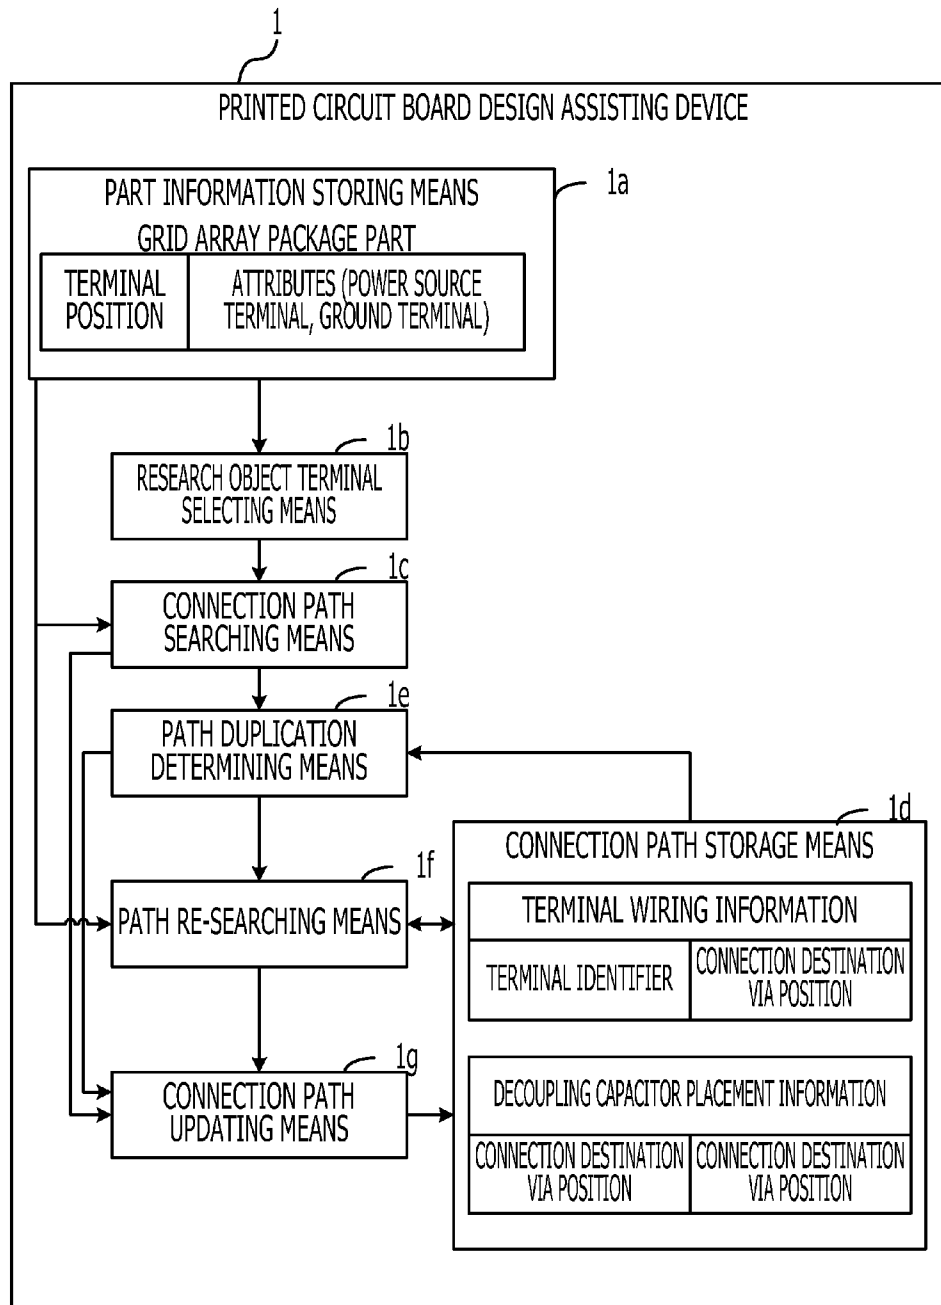 1
PRINTED CIRCUIT BOARD DESIGN ASSISTING DEVICE
1a
PART INFORMATION STORING MEANS
GRID ARRAY PACKAGE PART
TERMINAL
POSITION
ATTRIBUTES (POWER SOURCE
TERMINAL, GROUND TERMINAL)
1b
RESEARCH OBJECT TERMINAL
SELECTING MEANS
1c
CONNECTION PATH
SEARCHING MEANS
1e
PATH DUPLICATION
DETERMINING MEANS
1d
CONNECTION PATH STORAGE MEANS
1f
PATH RE-SEARCHING MEANS
TERMINAL WIRING INFORMATION
TERMINAL IDENTIFIER
CONNECTION DESTINATION
VIA POSITION
1g
CONNECTION PATH
UPDATING MEANS
DECOUPLING CAPACITOR PLACEMENT INFORMATION
CONNECTION DESTINATION
VIA POSITION
CONNECTION DESTINATION
VIA POSITION